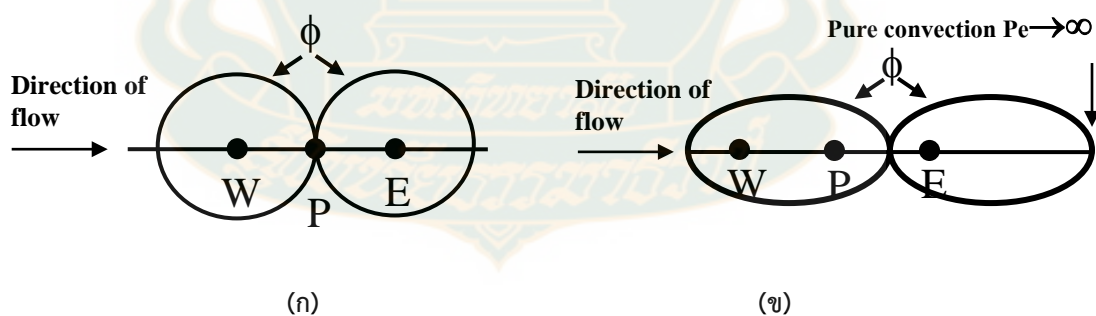 ϕ
Direction of
flow
W
P
E
(ก)
Pure convection Pe→∞
ϕ
Direction of
flow
W
P
E
(ข)